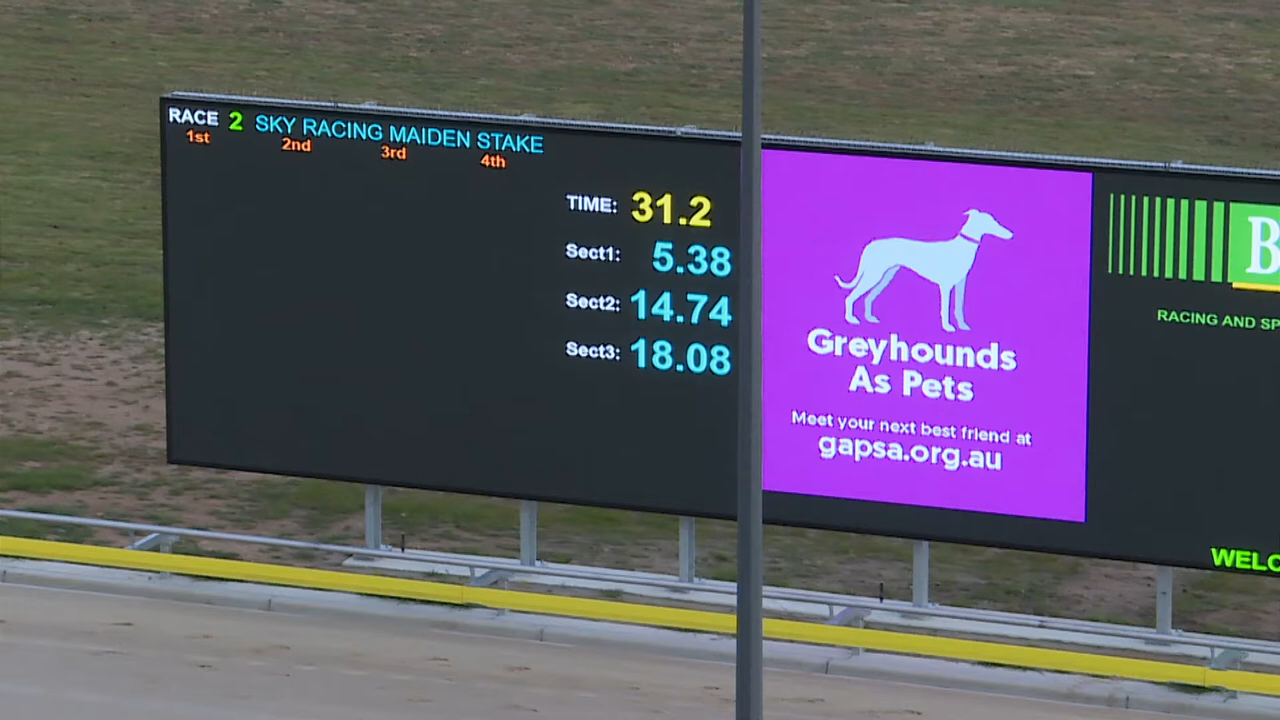 RACE 2 SKY RACING MAIDEN STAKE
1st 2nd 3rd 4th
TIME: 31.2
Sect1: 5.38
Sect2: 14.74
Sect3: 18.08
Greyhounds
As Pets
Meet your next best friend at
gapsa.org.au
B
RACING AND SP
WELC